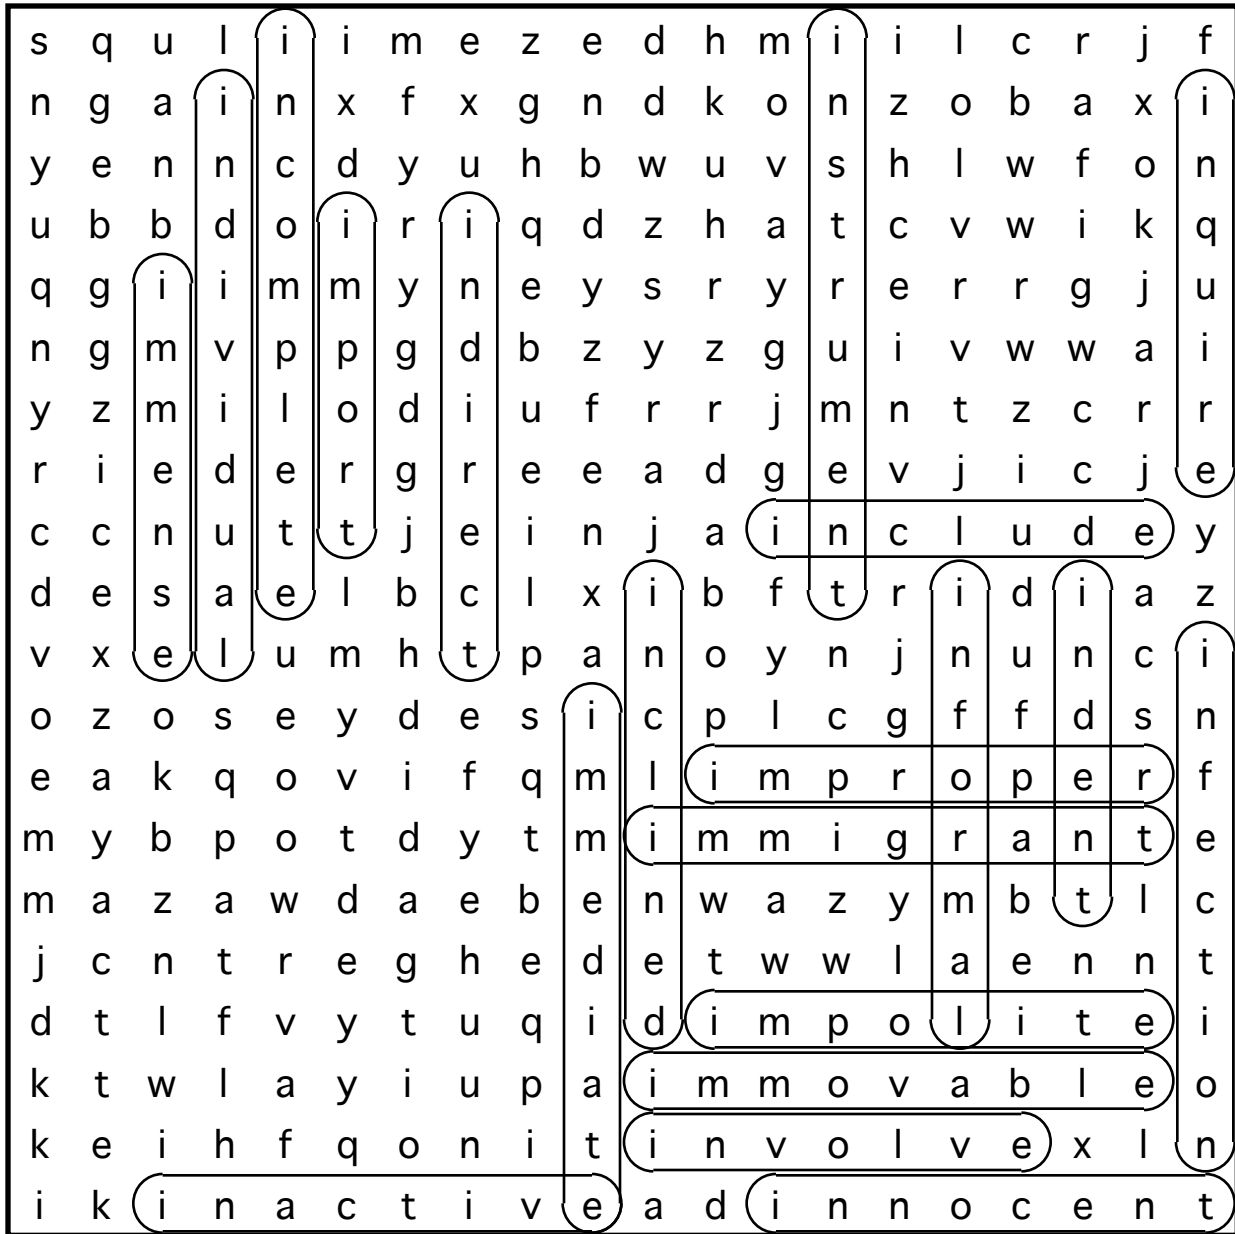 s q u l i i m e z e d h m i i l c r j f
n g a i n x f x g n d k o n z o b a x i
y e n n c d y u h b w u v s h l w f o n
u b b d o i r i q d z h a t c v w i k q
q g i i m m y n e y s r y r e r r g j u
n g m v p p g d b z y z g u i v w w a i
y z m i l o d i u f r r j m n t z c r r
r i e d e r g r e e a d g e v j i c j e
c c n u t t j e i n j a i n c l u d e y
d e s a e l b c l x i b f t r i d i a z
v x e l u m h t p a n o y n j n u n c i
o z o s e y d e s i c p l c g f f d s n
e a k q o v i f q m l i m p r o p e r f
m y b p o t d y t m i m m i g r a n t e
m a z a w d a e b e n w a z y m b t l c
j c n t r e g h e d e t w w l a e n n t
d t l f v y t u q i d i m p o l i t e i
k t w l a y i u p a i m m o v a b l e o
k e i h f q o n i t i n v o l v e x l n
i k i n a c t i v e a d i n n o c e n t